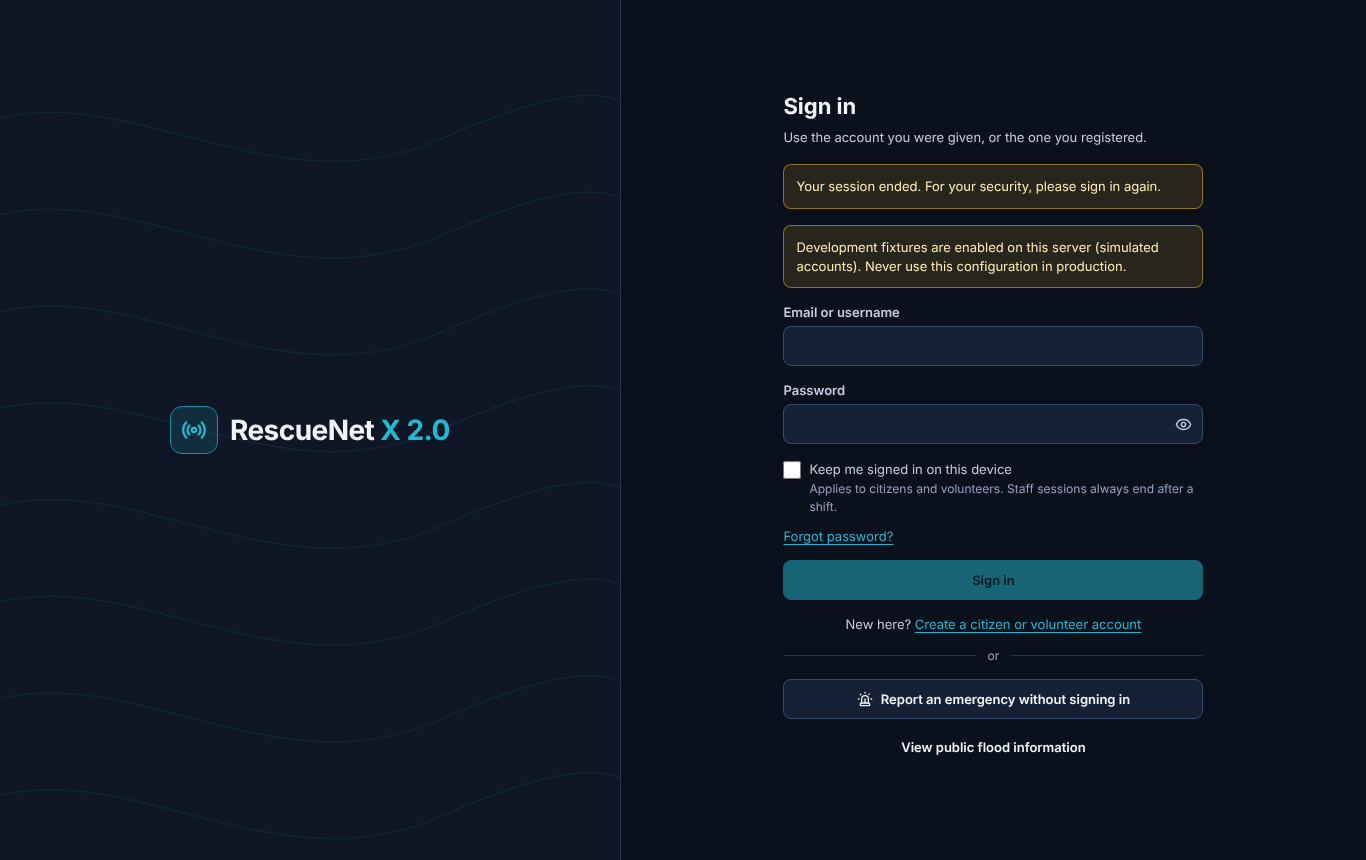 RescueNet X 2.0
Sign in
Use the account you were given, or the one you registered.
Your session ended. For your security, please sign in again.
Development fixtures are enabled on this server (simulated
accounts). Never use this configuration in production.
Email or username
Password
Keep me signed in on this device
Applies to citizens and volunteers. Staff sessions always end after a
shift.
Forgot password?
Sign in
New here? Create a citizen or volunteer account
or
Report an emergency without signing in
View public flood information